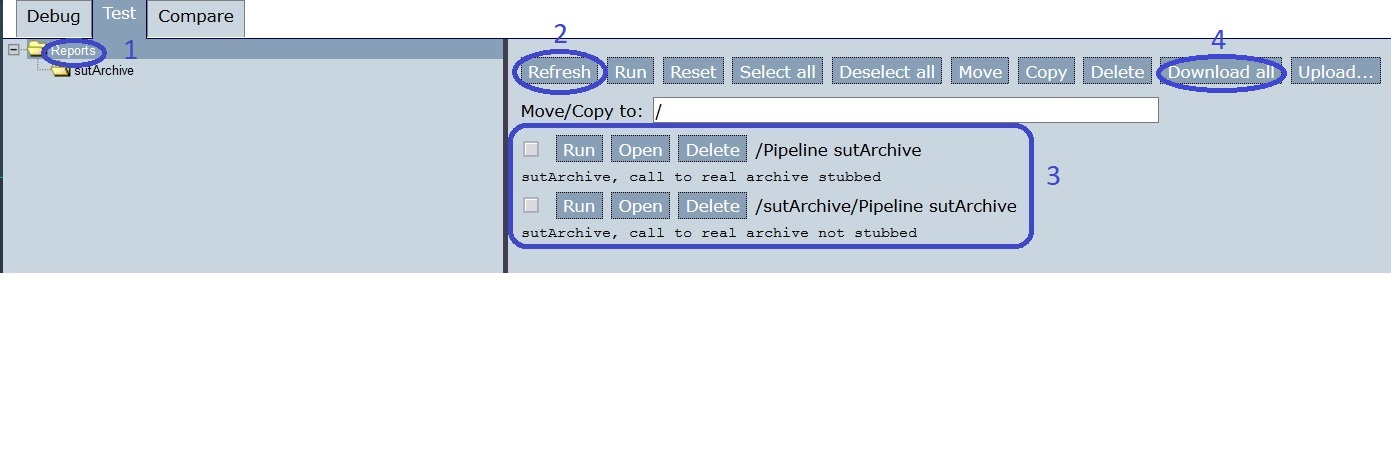 Debug Test Compare
Reports 1
sutArchive
2 4
Refresh Run Reset Select all Deselect all Move Copy Delete Download all Upload...
Move/Copy to: /
Run Open Delete /Pipeline sutArchive
sutArchive, call to real archive stubbed
3
Run Open Delete /sutArchive/Pipeline sutArchive
sutArchive, call to real archive not stubbed